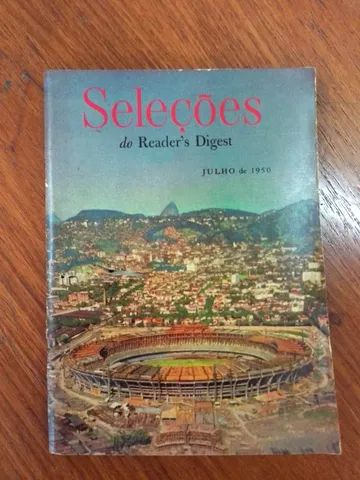 Seleções
do Reader's Digest
JULHO de 1950